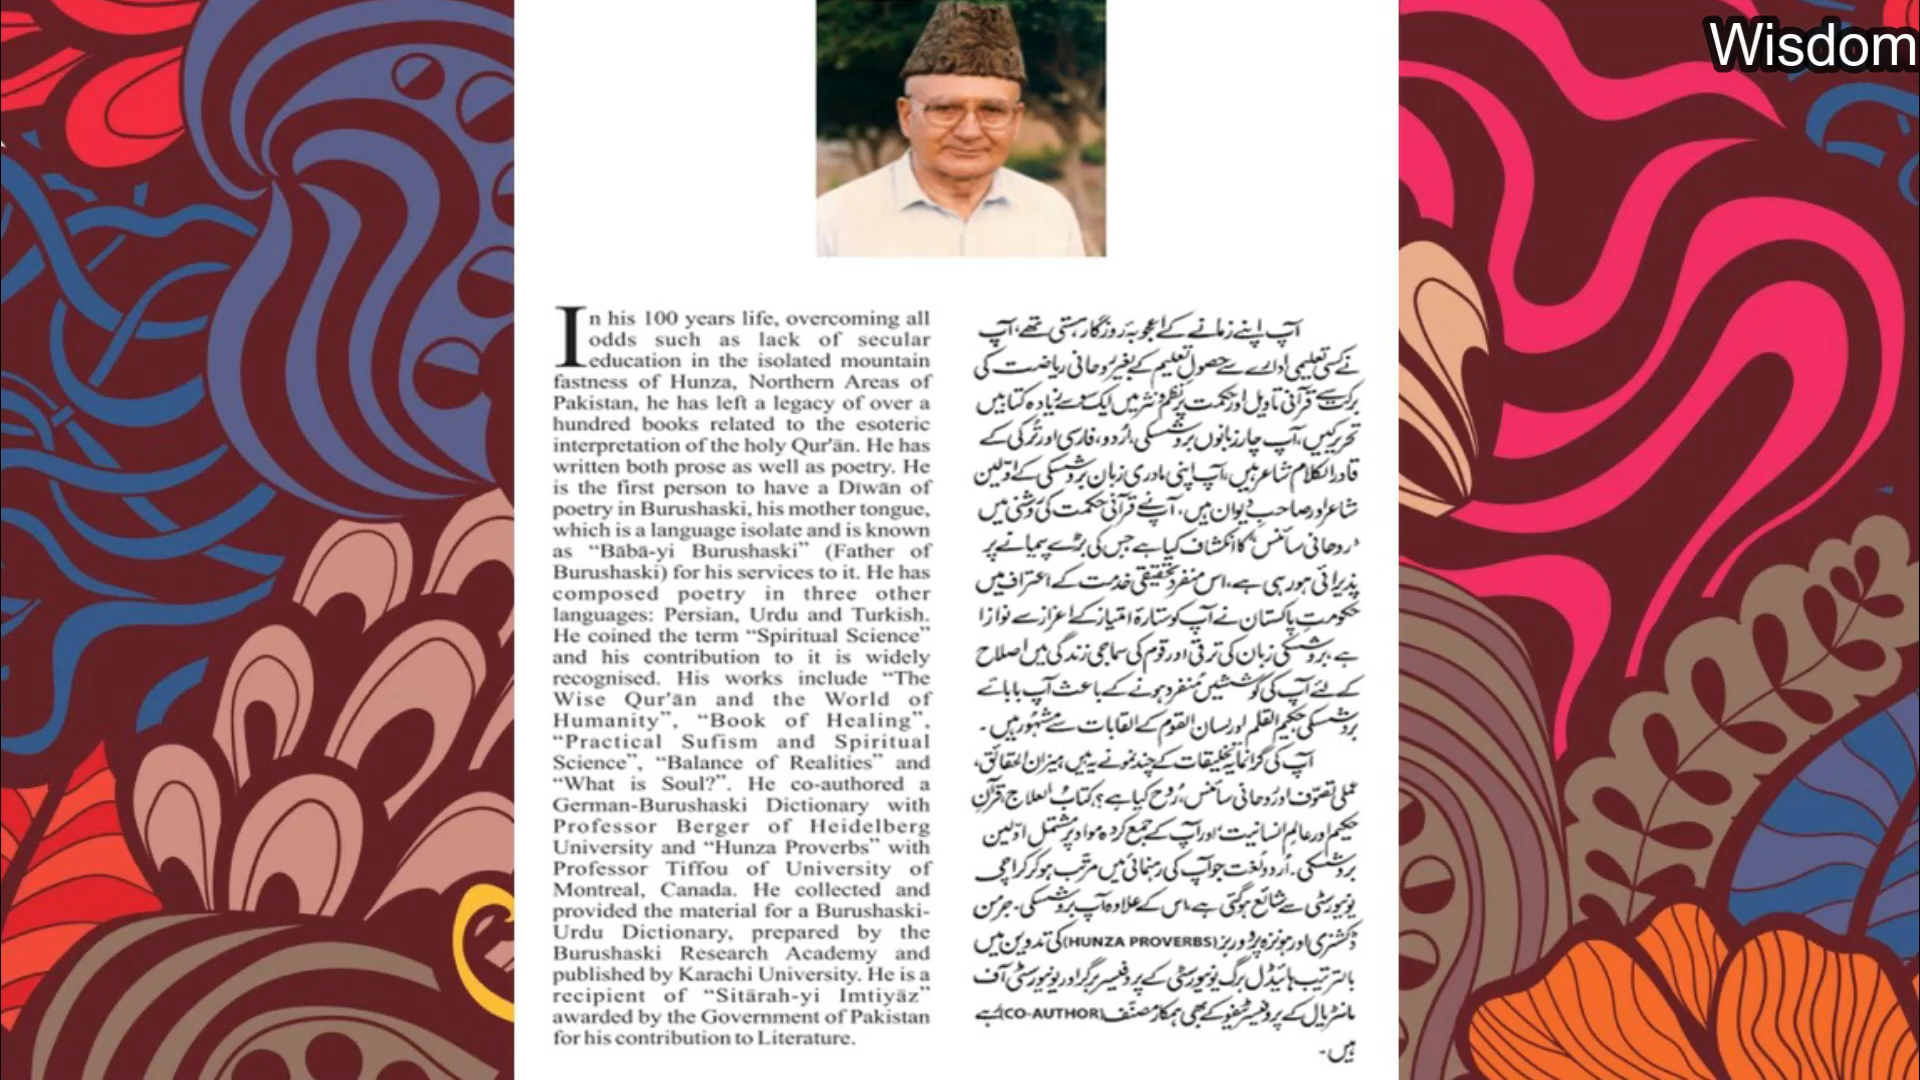 Wisdom
In his 100 years life, overcoming all
odds such as lack of secular
education in the isolated mountain
fastness of Hunza, Northern Areas of
Pakistan, he has left a legacy of over a
hundred books related to the esoteric
interpretation of the holy Qur'ān. He has
written both prose as well as poetry. He
is the first person to have a Dīwān of
poetry in Burushaski, his mother tongue,
which is a language isolate and is known
as “Bābā-yi Burushaski” (Father of
Burushaski) for his services to it. He has
composed poetry in three other
languages: Persian, Urdu and Turkish.
He coined the term “Spiritual Science”
and his contribution to it is widely
recognised. His works include “The
Wise Qur'ān and the World of
Humanity”, “Book of Healing”,
“Practical Sufism and Spiritual
Science”, “Balance of Realities” and
“What is Soul?”. He co-authored a
German-Burushaski Dictionary with
Professor Berger of Heidelberg
University and “Hunza Proverbs” with
Professor Tiffou of University of
Montreal, Canada. He collected and
provided the material for a Burushaski-
Urdu Dictionary, prepared by the
Burushaski Research Academy and
published by Karachi University. He is a
recipient of “Sitārah-yi Imtiyāz”
awarded by the Government of Pakistan
for his contribution to Literature.
آپ اپنے زمانے کے اعجوبۂ روزگار ہستی تھے، آپ
نے کسی تعلیمی ادارے سے حصولِ تعلیم کے بغیر روحانی ریاضت کی
برکت سے قرآنی تاویل اور حکمت پر نظم و نثر میں ایک سو سے زیادہ کتابیں
تحریر کیں، آپ چار زبانوں بروشسکی، اُردو، فارسی اور ترکی کے
قادر الکلام شاعر ہیں، آپ اپنی مادری زبان بروشسکی کے اوّلین
شاعر اور صاحبِ دیوان ہیں، آپ نے قرآنی حکمت کی روشنی میں
”روحانی سائنس“ کا انکشاف کیا ہے جس کی بڑے پیمانے پر
پذیرائی ہو رہی ہے، اس منفرد تحقیقی خدمت کے اعتراف میں
حکومتِ پاکستان نے آپ کو ستارۂ امتیاز کے اعزاز سے نوازا
ہے، بروشسکی زبان کی ترقی اور قوم کی سماجی زندگی میں اصلاح
کے لئے آپ کی کوششیں منفرد ہونے کے باعث آپ بابائے
بروشسکی، حکیم القلم اور لسان القوم کے القابات سے مشہور ہیں۔
آپ کی گرانمایہ تخلیقات کے چند نمونے یہ ہیں: میزان الحقائق،
عملی تصوّف اور روحانی سائنس، رُوح کیا ہے؟، کتابُ العلاج، قرآنِ
حکیم اور عالمِ انسانیت؛ اور آپ کے جمع کردہ مواد پر مشتمل اوّلین
بروشسکی۔اُردو لغت جو آپ کی رہنمائی میں مرتب ہو کر کراچی
یونیورسٹی سے شائع ہو گئی ہے، اس کے علاوہ آپ بروشسکی۔جرمن
ڈکشنری اور ہونزہ پرووربز (HUNZA PROVERBS) کی تدوین میں
بالترتیب ہائیڈل برگ یونیورسٹی کے پروفیسر برگر اور یونیورسٹی آف
مانٹریال کے پروفیسر ٹیفو کے بھی ہمکار مصنّف (CO-AUTHOR) رہے
ہیں۔